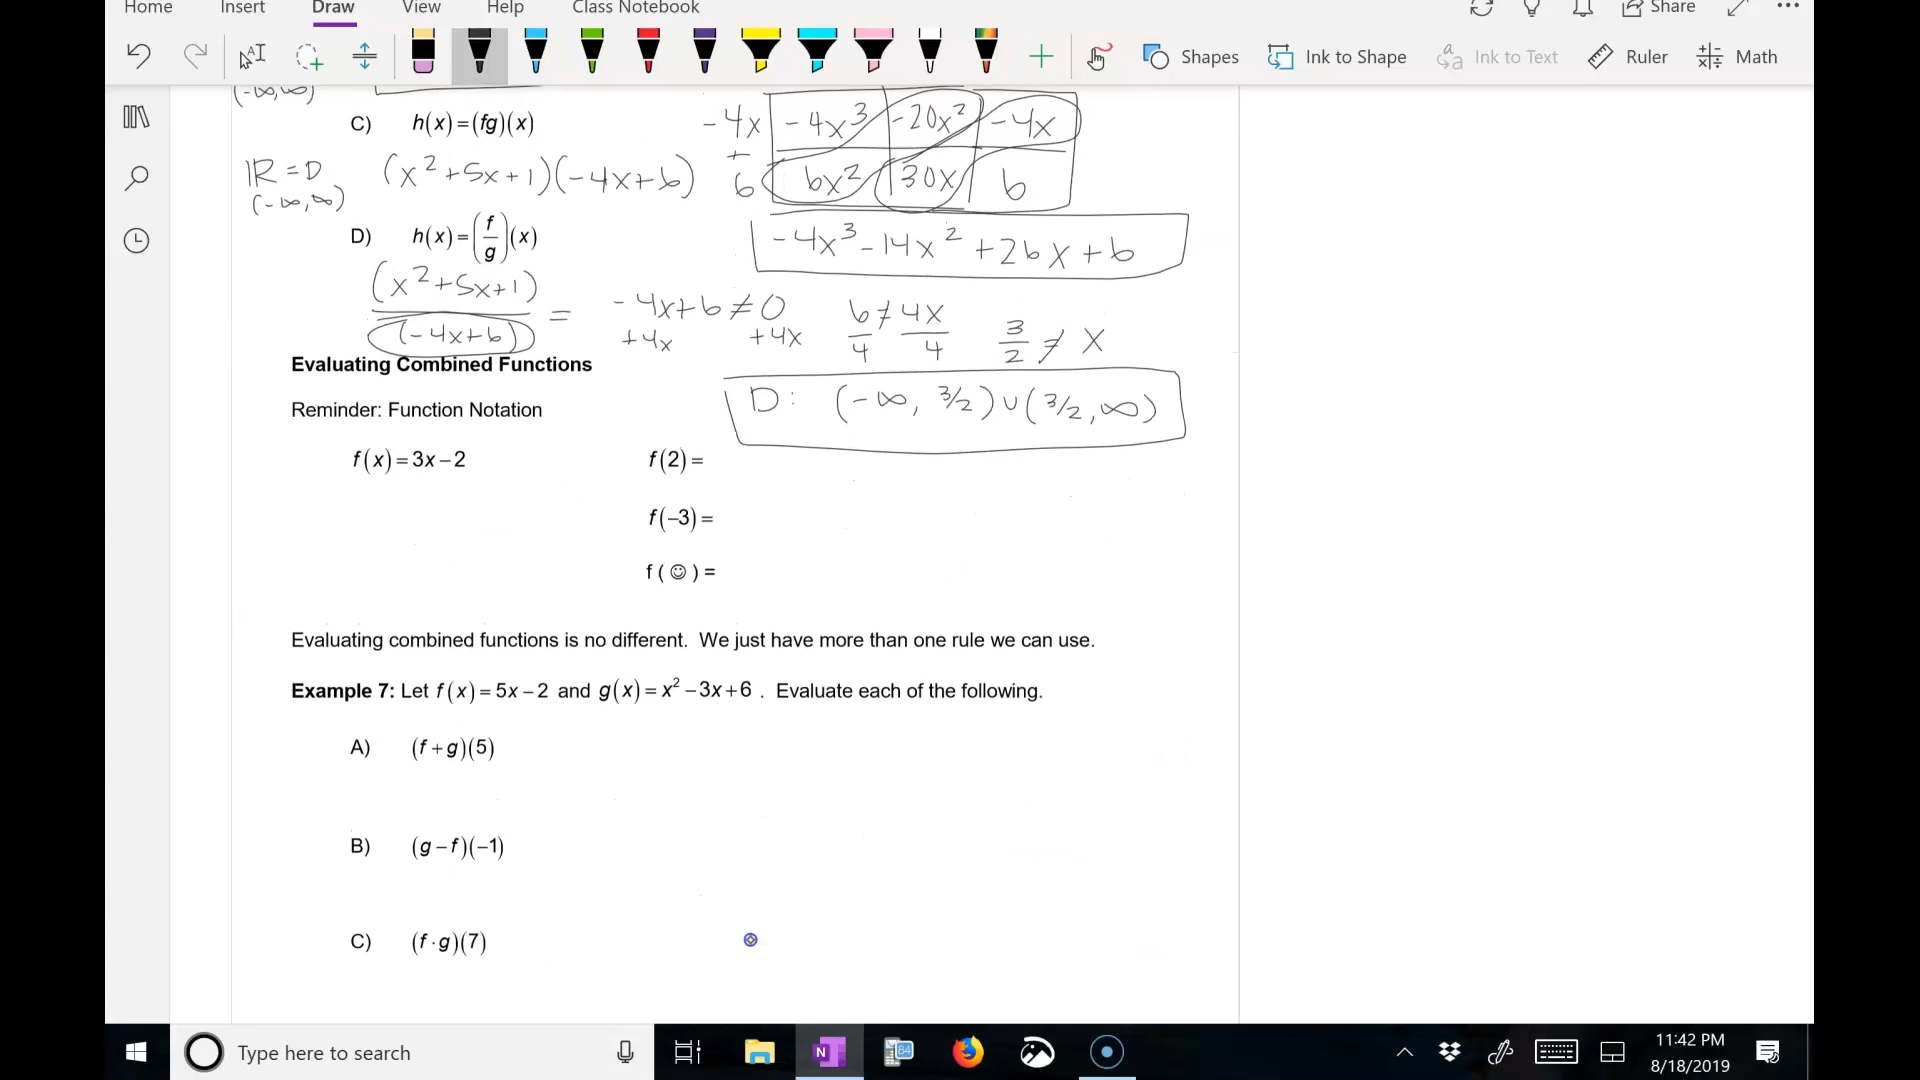 Home Insert Draw View Help Class Notebook Share
Shapes Ink to Shape Ink to Text Ruler Math
(-∞,∞)
C) h(x)=(fg)(x)
-4x + 6
-4x³ -20x² -4x
6x² 30x 6
ℝ = D
(-∞,∞)
(x²+5x+1)(-4x+6)
-4x³-14x²+26x+6
D) h(x)=(f/g)(x)
(x²+5x+1)
(-4x+6)
=
-4x+6≠0
+4x +4x
6≠4x
4 4
3/2 ≠ x
Evaluating Combined Functions
D: (-∞, 3/2)∪(3/2, ∞)
Reminder: Function Notation
f(x)=3x−2 f(2)=
f(−3)=
f(☺)=
Evaluating combined functions is no different. We just have more than one rule we can use.
Example 7: Let f(x)=5x−2 and g(x)=x²−3x+6 . Evaluate each of the following.
A) (f+g)(5)
B) (g−f)(−1)
C) (f·g)(7)
Type here to search
N
84
11:42 PM
8/18/2019